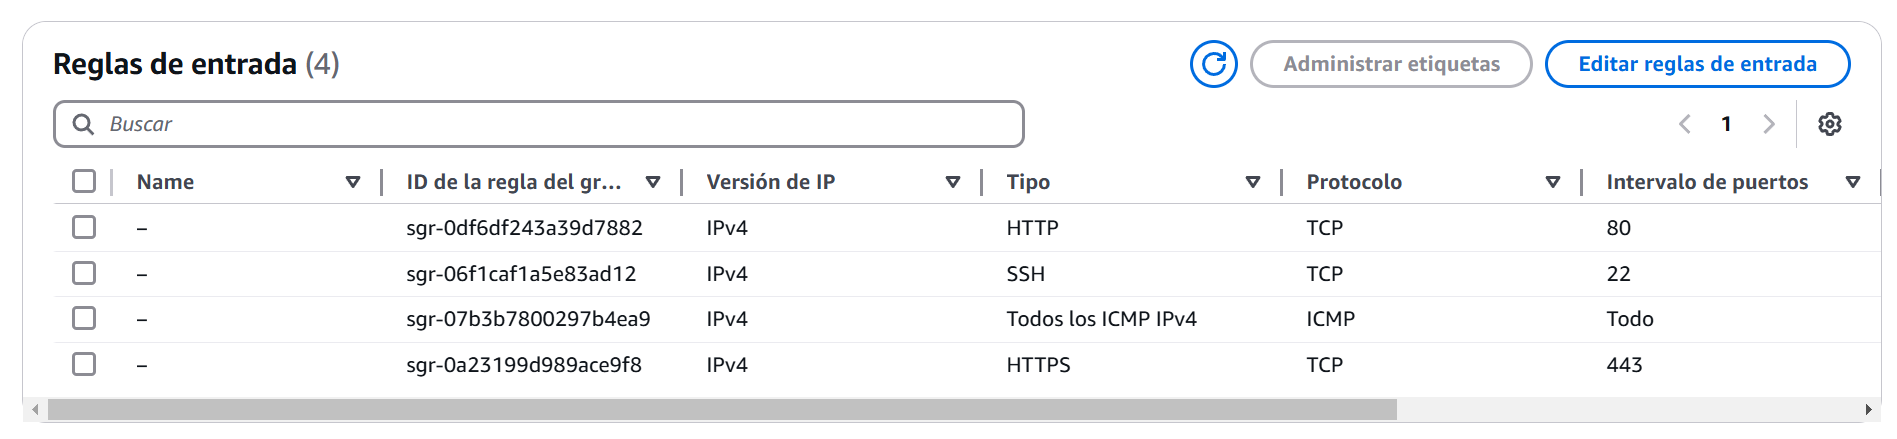 Reglas de entrada (4)
Administrar etiquetas
Editar reglas de entrada
Buscar
1
Name ID de la regla del gr... Versión de IP Tipo Protocolo Intervalo de puertos
– sgr-0df6df243a39d7882 IPv4 HTTP TCP 80
– sgr-06f1caf1a5e83ad12 IPv4 SSH TCP 22
– sgr-07b3b7800297b4ea9 IPv4 Todos los ICMP IPv4 ICMP Todo
– sgr-0a23199d989ace9f8 IPv4 HTTPS TCP 443